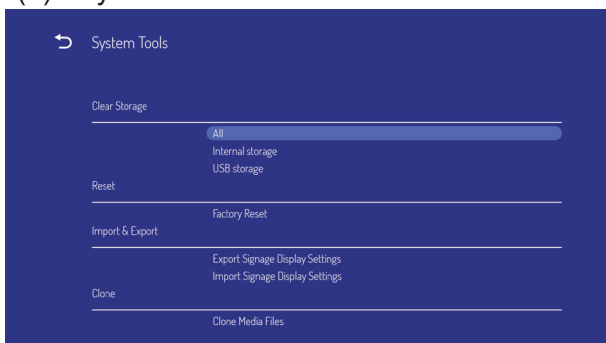 System Tools
Clear Storage
All
Internal storage
USB storage
Reset
Factory Reset
Import & Export
Export Signage Display Settings
Import Signage Display Settings
Clone
Clone Media Files